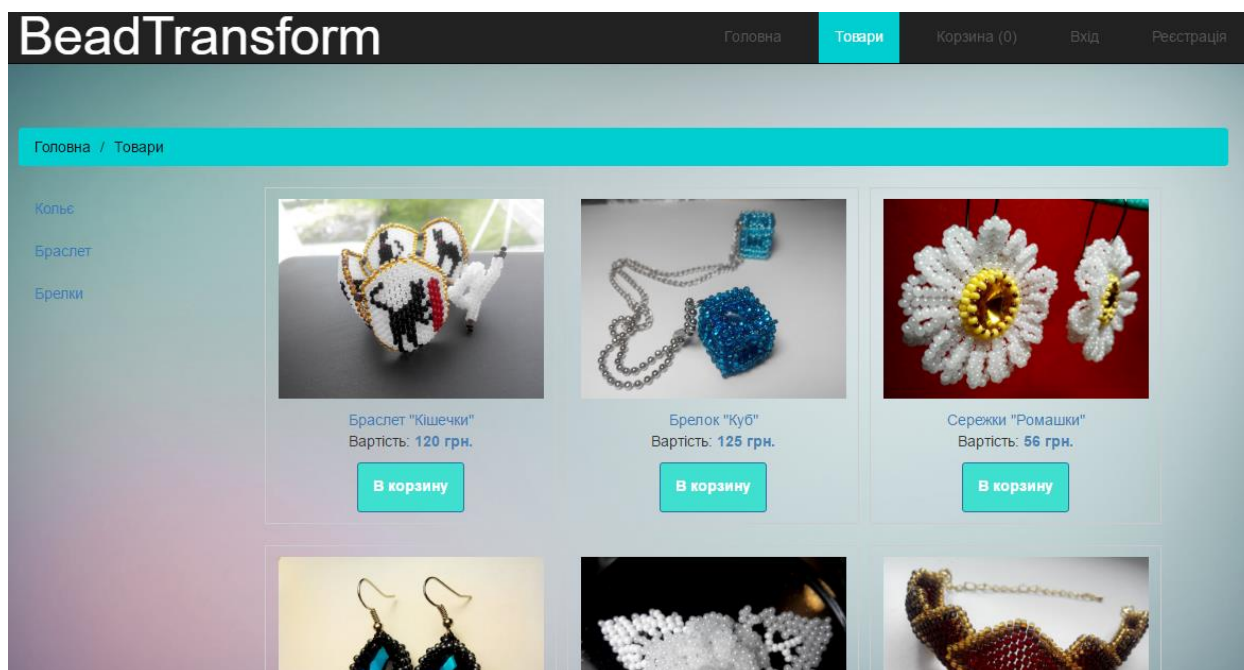 BeadTransform
Головна Товари Корзина (0) Вхід Реєстрація
Головна / Товари
Кольє
Браслет
Брелки
Браслет "Кішечки"
Вартість: 120 грн.
В корзину
Брелок "Куб"
Вартість: 125 грн.
В корзину
Сережки "Ромашки"
Вартість: 56 грн.
В корзину